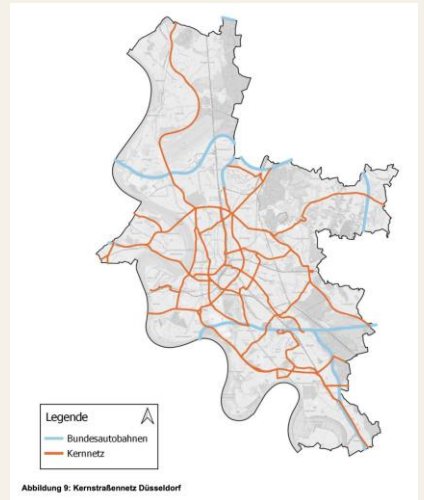 Legende
Bundesautobahnen
Kernnetz
Abbildung 9: Kernstraßennetz Düsseldorf